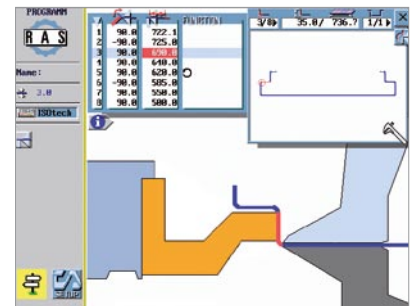 PROGRAMM
RAS
Name:
2.0
ISOtech
1 90.0 722.1
2 -90.0 725.0
3 90.0 690.0
4 90.0 640.0
5 90.0 620.0
6 -90.0 585.0
7 90.0 550.0
8 90.0 500.0
3/8 35.0/ 736.7 1/1
i
SETUP